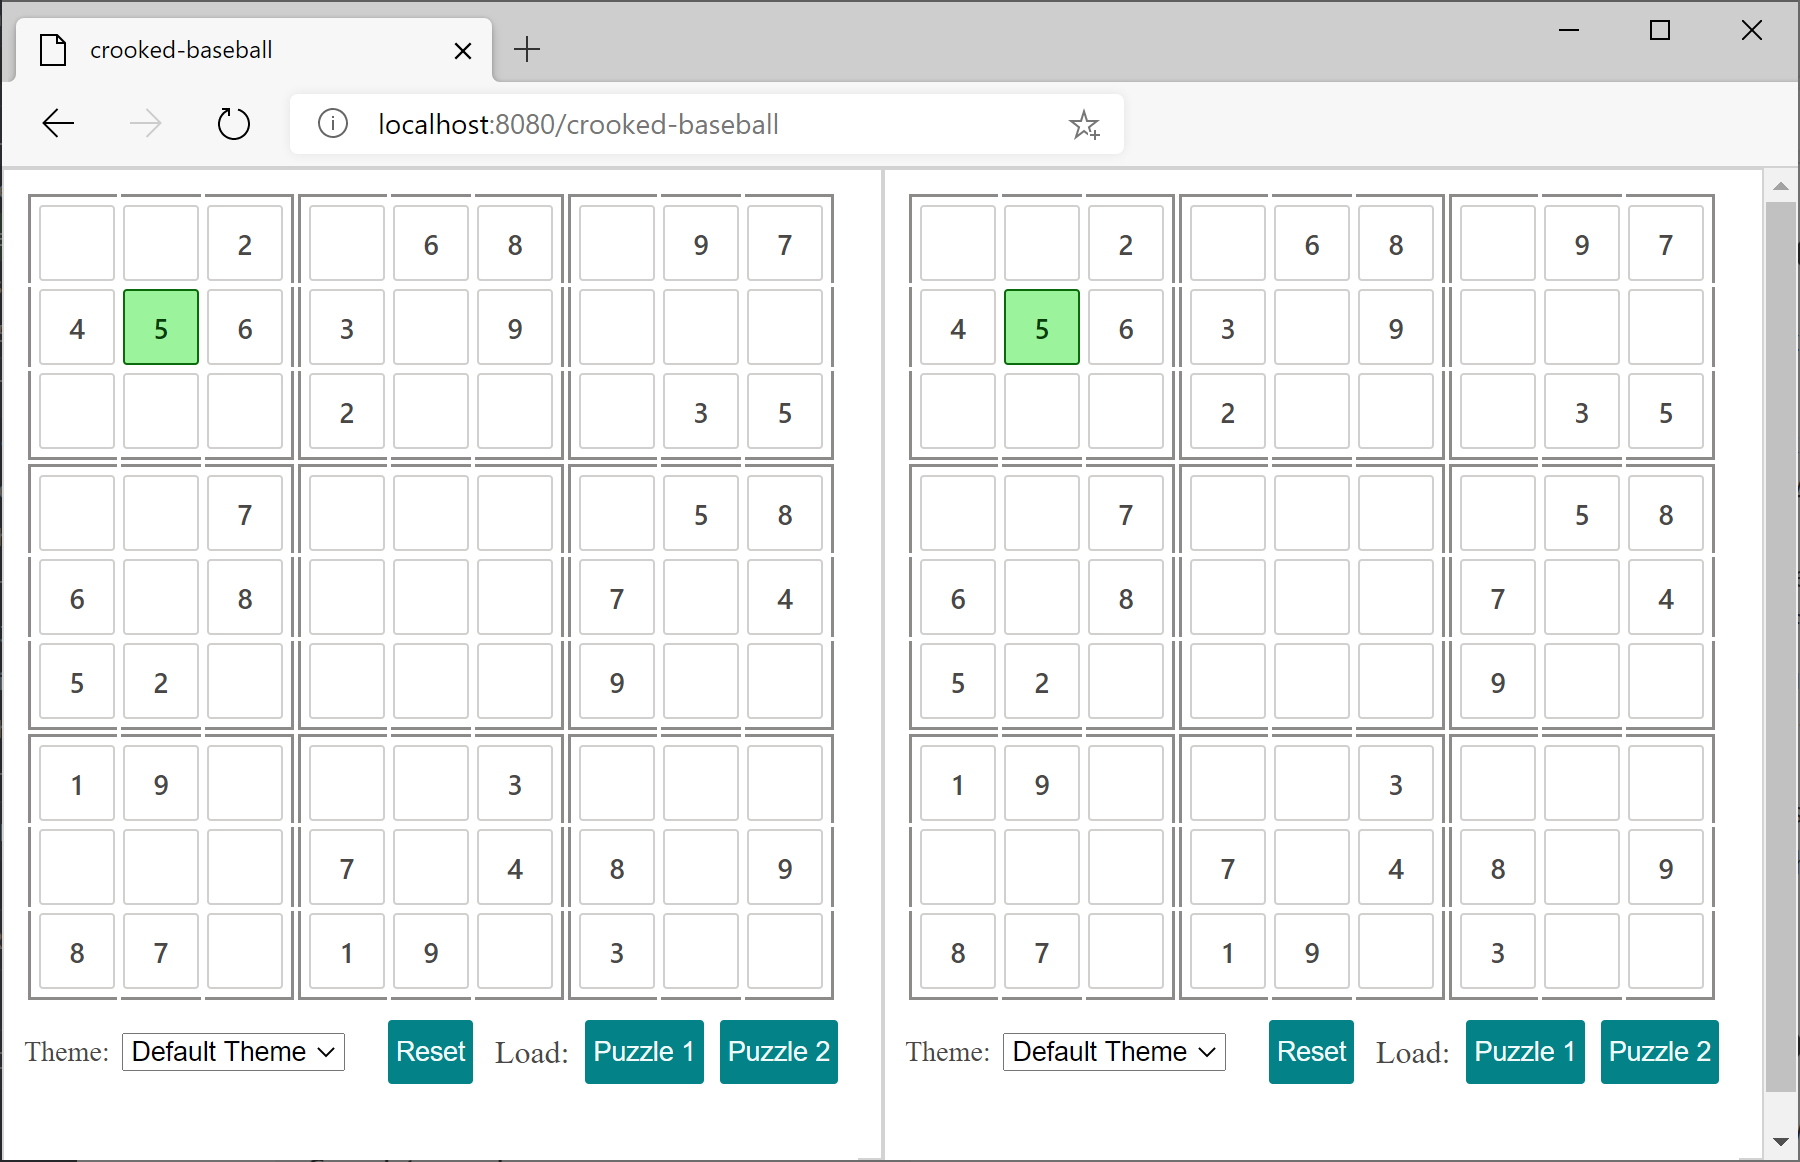 crooked-baseball
localhost:8080/crooked-baseball
2 6 8 9 7
4 5 6 3 9
2 3 5
7 5 8
6 8 7 4
5 2 9
1 9 3
7 4 8 9
8 7 1 9 3
Theme: Default Theme Reset Load: Puzzle 1 Puzzle 2
2 6 8 9 7
4 5 6 3 9
2 3 5
7 5 8
6 8 7 4
5 2 9
1 9 3
7 4 8 9
8 7 1 9 3
Theme: Default Theme Reset Load: Puzzle 1 Puzzle 2